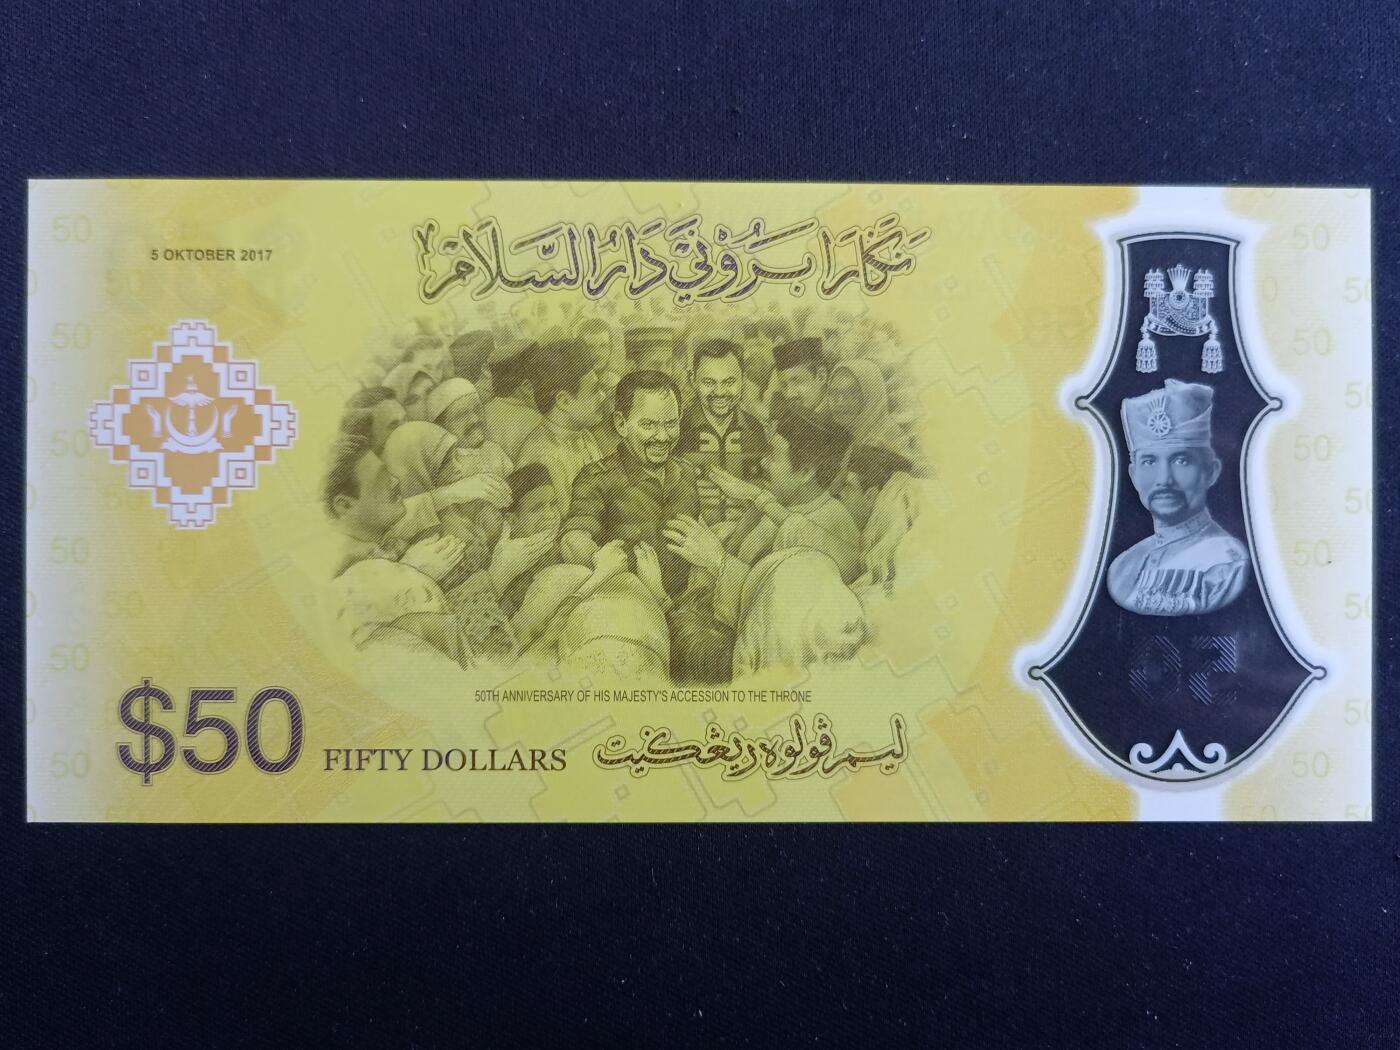 5 OKTOBER 2017
نݢارا بروني دارالسلام
50TH ANNIVERSARY OF HIS MAJESTY'S ACCESSION TO THE THRONE
$50 FIFTY DOLLARS
ليم ڤولوه ريڠݢيت
50